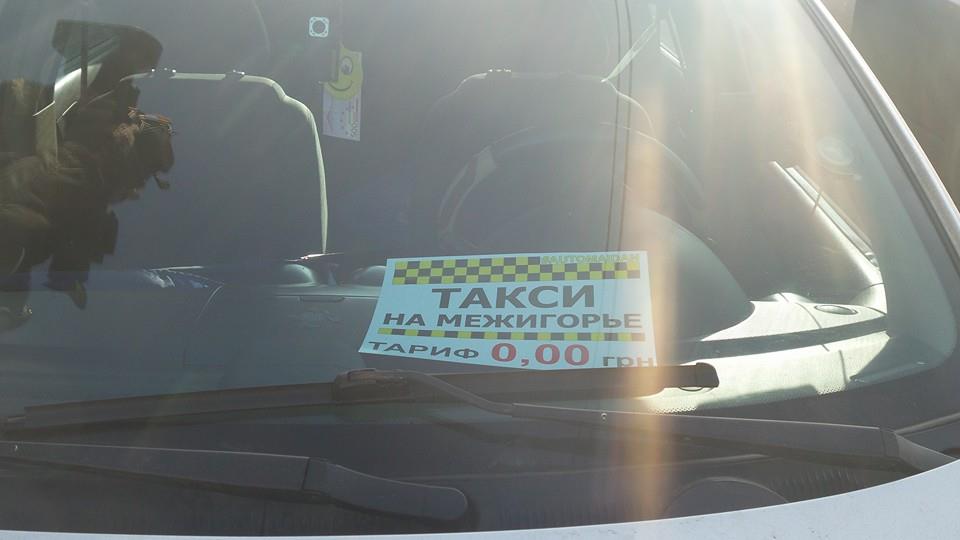 #AUTOMAIDAN
ТАКСИ
НА МЕЖИГОРЬЕ
ТАРИФ 0,00 ГРН